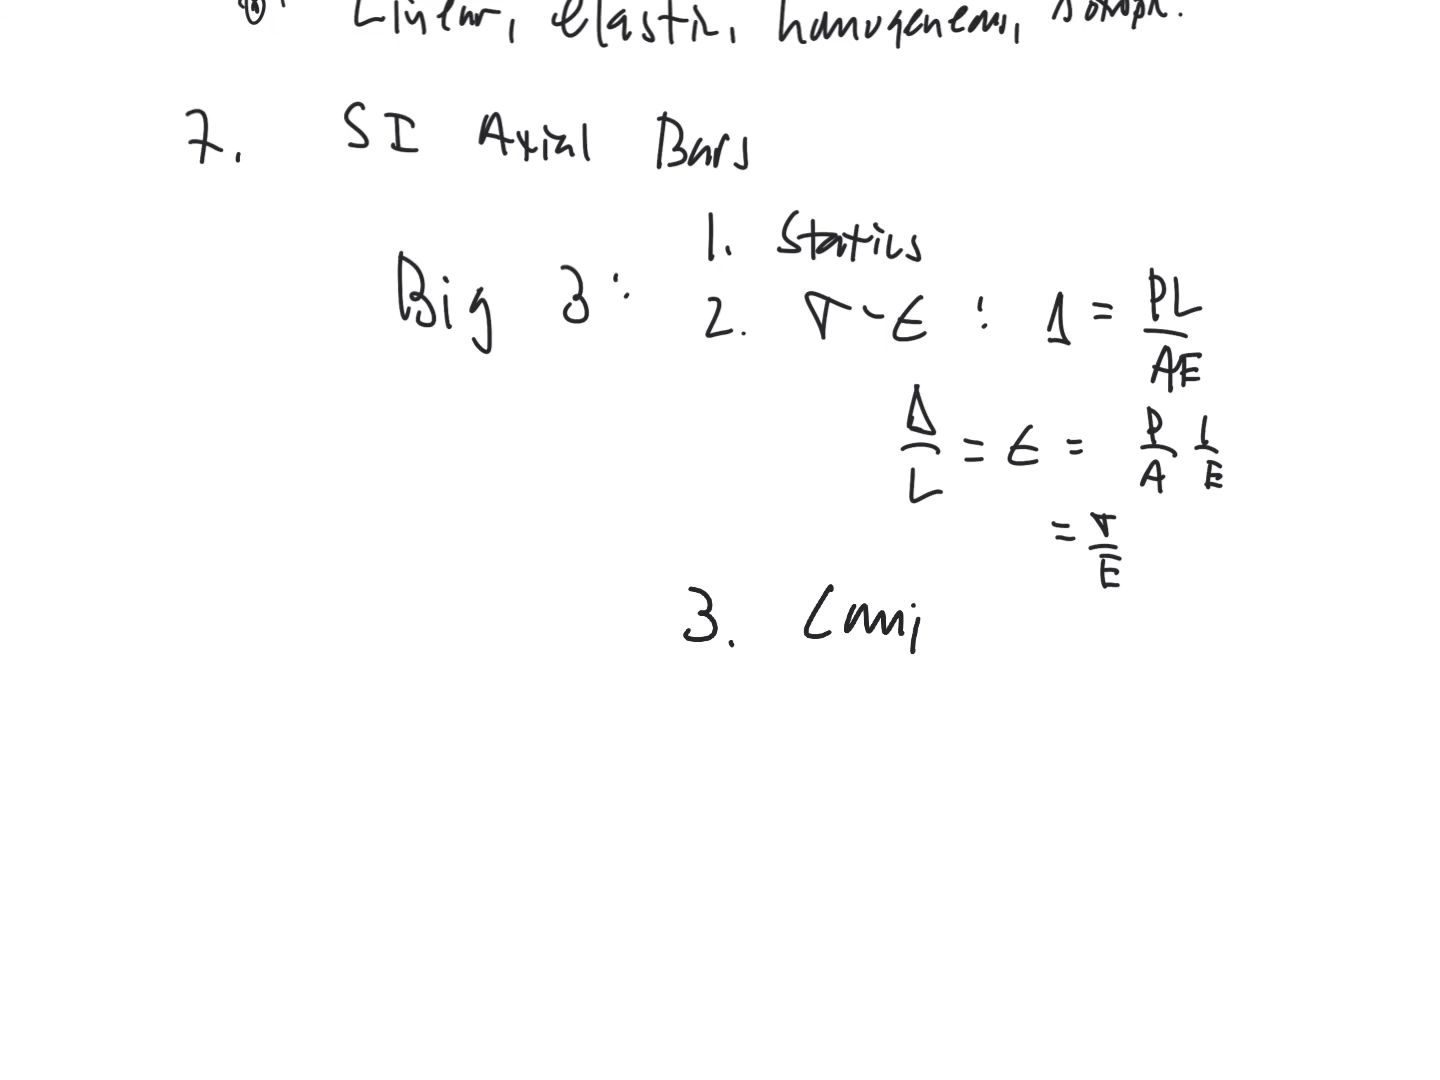 Linear, elastic, homogeneous, isotropic.
7. SI Axial Bars
Big 3: 1. Statics
2. σ-ε : Δ = PL/AE
Δ/L = ε = P/A 1/E
= σ/E
3.